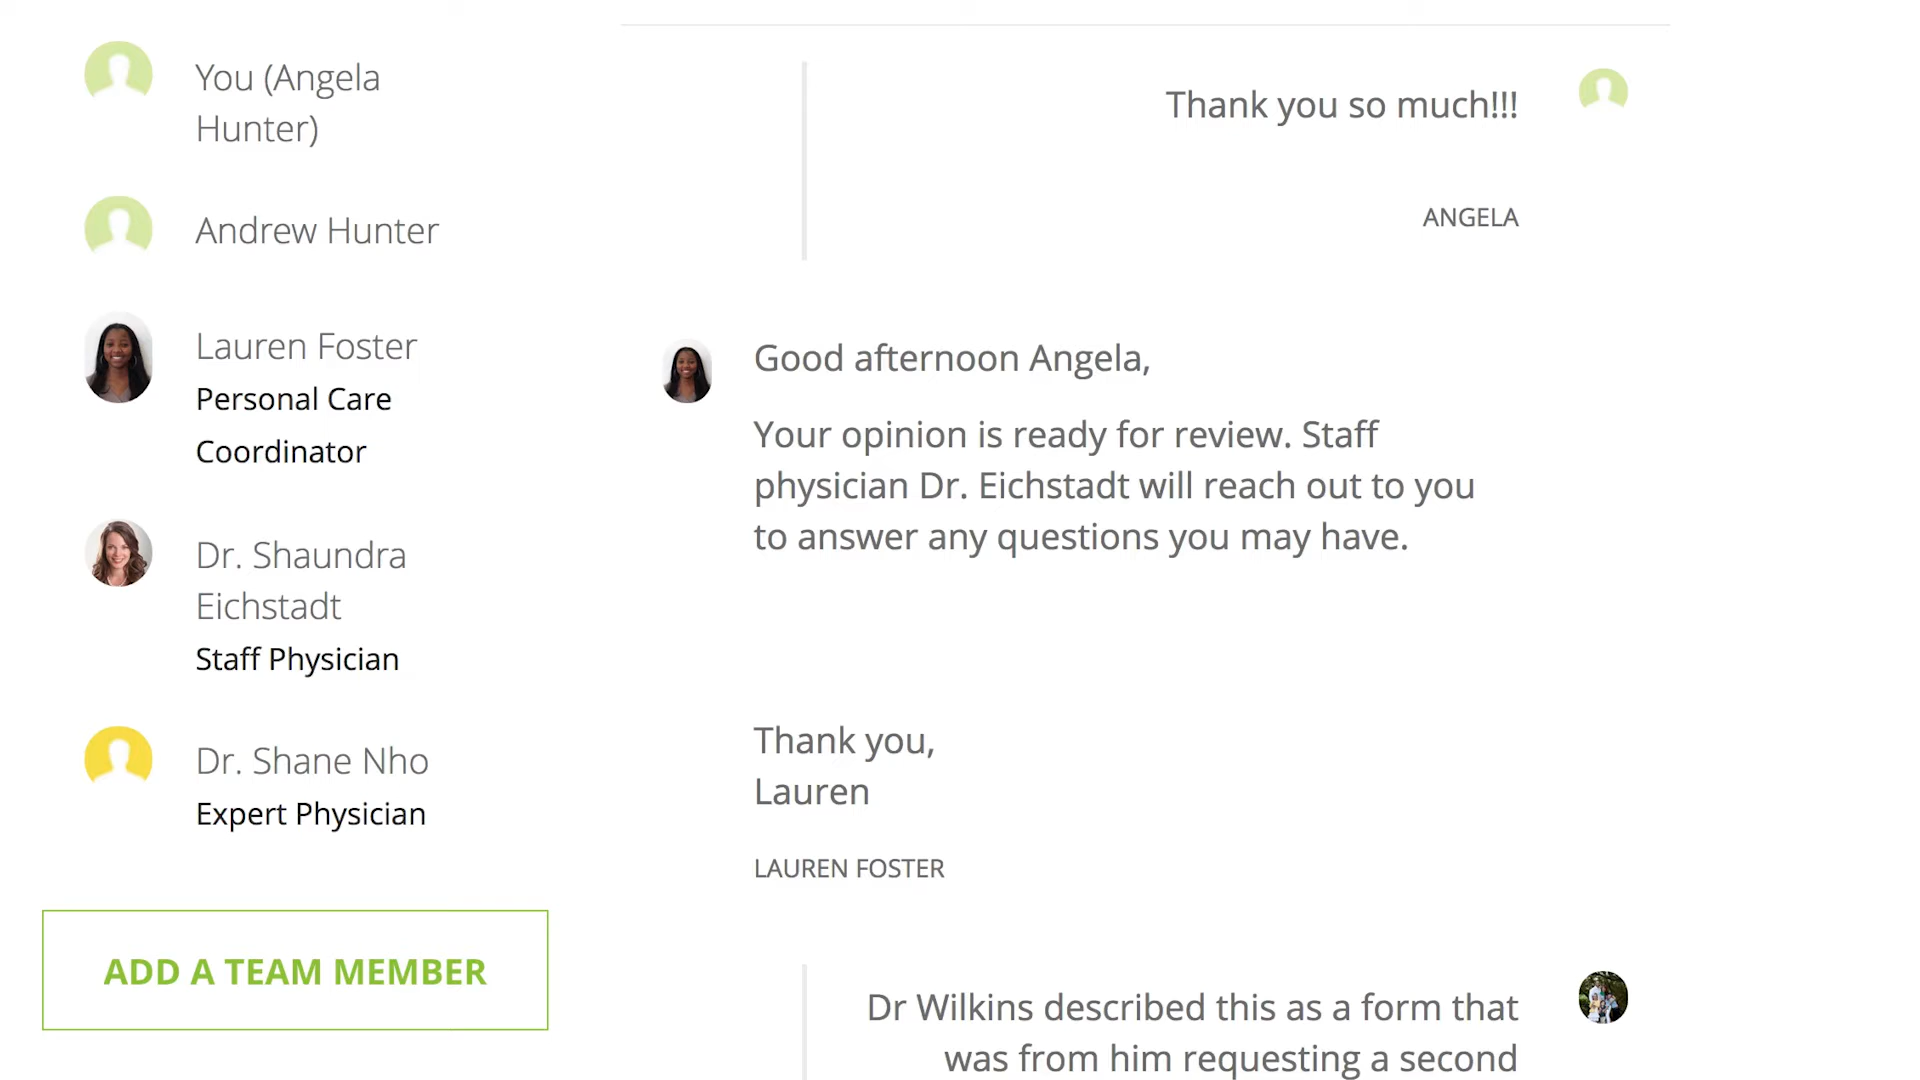 You (Angela
Hunter)
Andrew Hunter
Lauren Foster
Personal Care
Coordinator
Dr. Shaundra
Eichstadt
Staff Physician
Dr. Shane Nho
Expert Physician
ADD A TEAM MEMBER
Thank you so much!!!
ANGELA
Good afternoon Angela,
Your opinion is ready for review. Staff
physician Dr. Eichstadt will reach out to you
to answer any questions you may have.
Thank you,
Lauren
LAUREN FOSTER
Dr Wilkins described this as a form that
was from him requesting a second